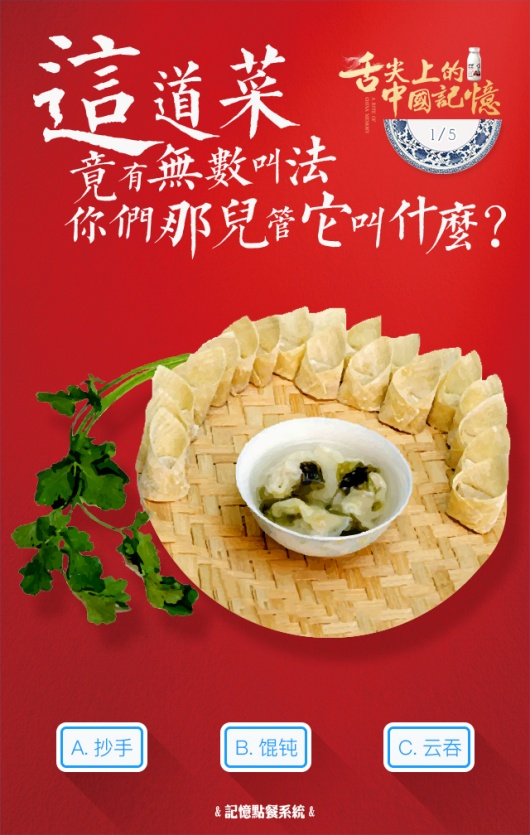 這道菜
竟有無數叫法
你們那兒管它叫什麼?
舌尖上的
中國記憶
1/5
A. 抄手
B. 馄钝
C. 云吞
& 記憶點餐系統 &